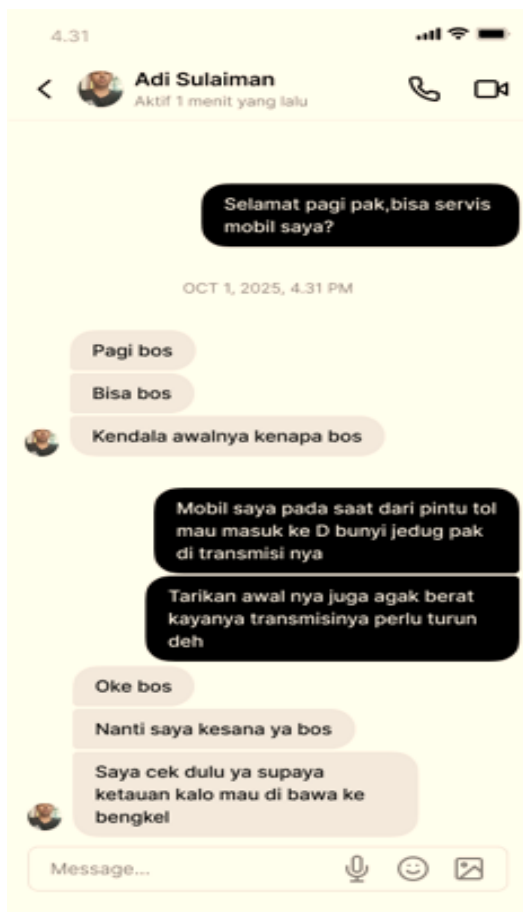 4.31
Adi Sulaiman
Aktif 1 menit yang lalu
Selamat pagi pak,bisa servis
mobil saya?
OCT 1, 2025, 4.31 PM
Pagi bos
Bisa bos
Kendala awalnya kenapa bos
Mobil saya pada saat dari pintu tol
mau masuk ke D bunyi jedug pak
di transmisi nya
Tarikan awal nya juga agak berat
kayanya transmisinya perlu turun
deh
Oke bos
Nanti saya kesana ya bos
Saya cek dulu ya supaya
ketauan kalo mau di bawa ke
bengkel
Message...